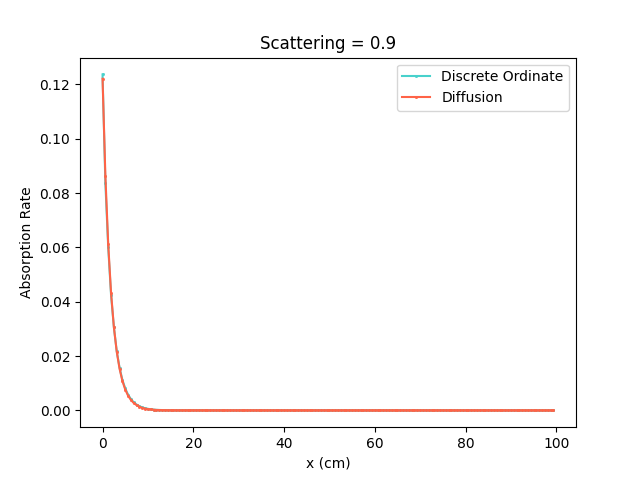 Scattering = 0.9
Discrete Ordinate
Diffusion
Absorption Rate
0.12
0.10
0.08
0.06
0.04
0.02
0.00
0 20 40 60 80 100
x (cm)